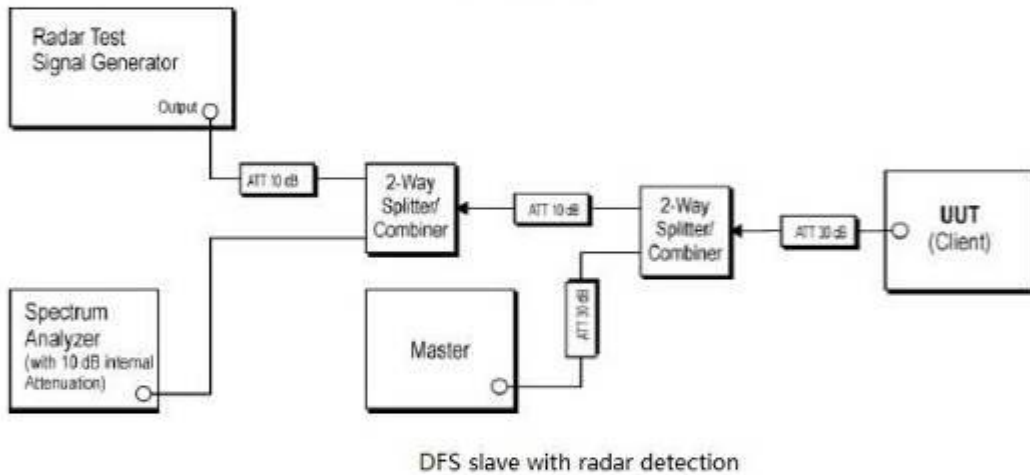 Radar Test
Signal Generator
Output
ATT 10 dB
2-Way
Splitter/
Combiner
ATT 10 dB
2-Way
Splitter/
Combiner
ATT 30 dB
UUT
(Client)
Spectrum
Analyzer
(with 10 dB internal
Attenuation)
Master
ATT 30 dB
DFS slave with radar detection